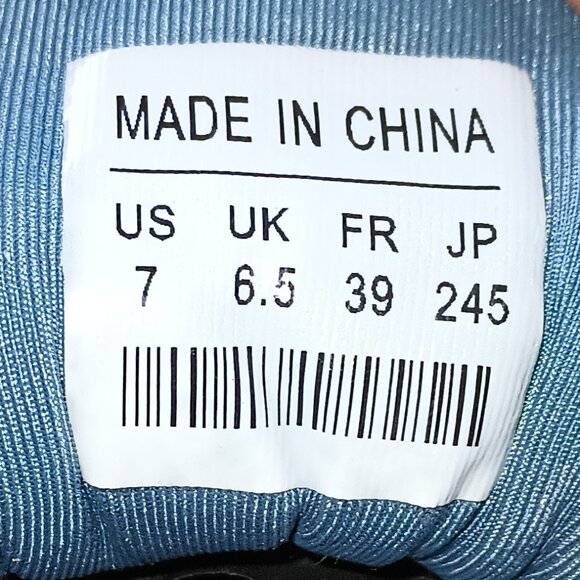 MADE IN CHINA
US UK FR JP
7 6.5 39 245